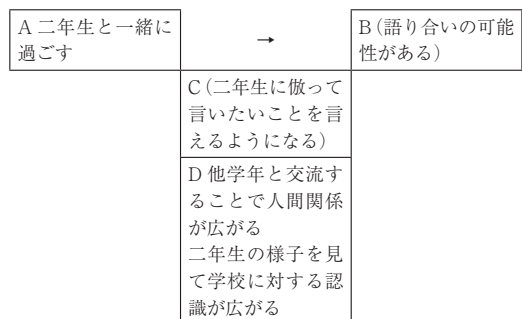 A 二年生と一緒に
過ごす
→
B（語り合いの可能
性がある）
C（二年生に倣って
言いたいことを言
えるようになる）
D 他学年と交流す
ることで人間関係
が広がる
二年生の様子を見
て学校に対する認
識が広がる